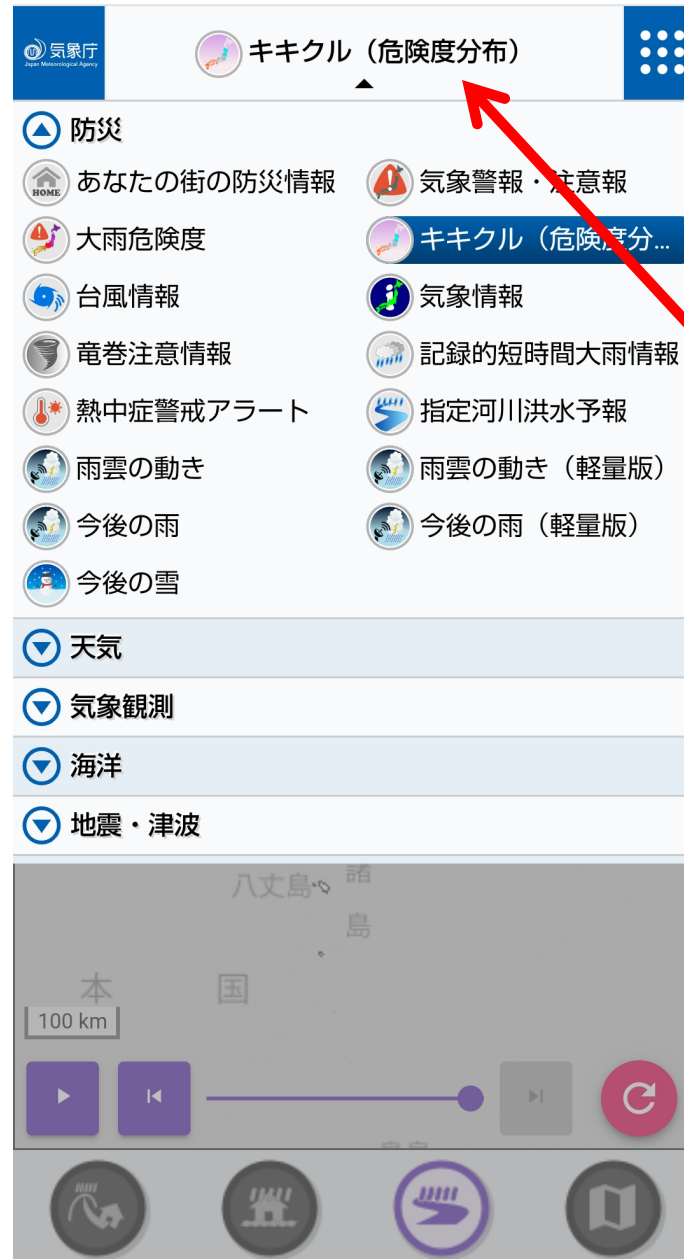 気象庁
Japan Meteorological Agency
キキクル（危険度分布）
防災
HOME
あなたの街の防災情報
気象警報・注意報
大雨危険度
キキクル（危険度分...
台風情報
気象情報
竜巻注意情報
記録的短時間大雨情報
熱中症警戒アラート
指定河川洪水予報
雨雲の動き
雨雲の動き（軽量版）
今後の雨
今後の雨（軽量版）
今後の雪
天気
気象観測
海洋
地震・津波
八丈島
諸
島
本 国
100 km